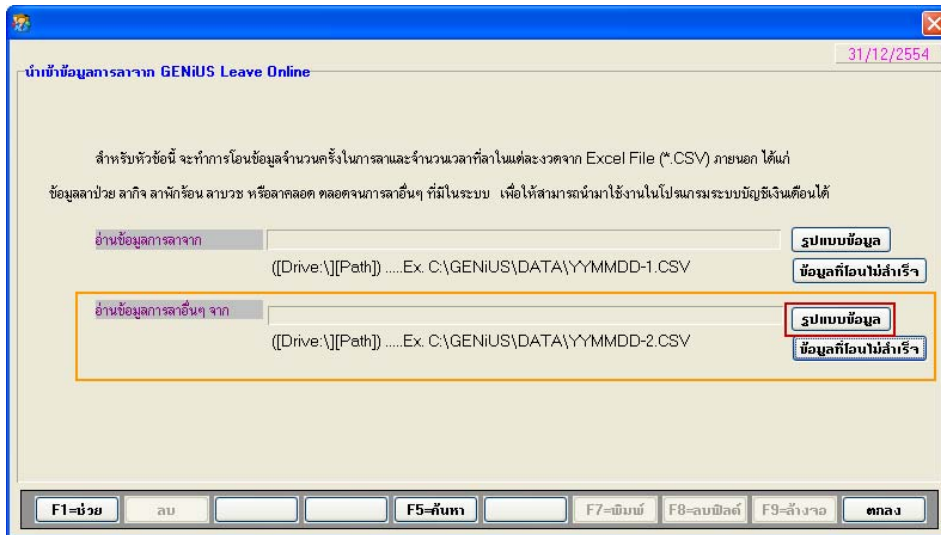 31/12/2554
นำเข้าข้อมูลการลาจาก GENiUS Leave Online
สำหรับหัวข้อนี้ จะทำการโอนข้อมูลจำนวนครั้งในการลาและจำนวนเวลาที่ลาในแต่ละงวดจาก Excel File (*.CSV) ภายนอก ได้แก่
ข้อมูลลาป่วย ลากิจ ลาพักร้อน ลาบวช หรือลาคลอด ตลอดจนการลาอื่นๆ ที่มีในระบบ เพื่อให้สามารถนำมาใช้งานในโปรแกรมระบบบัญชีเงินเดือนได้
อ่านข้อมูลการลาจาก รูปแบบข้อมูล
([Drive:\][Path]) .....Ex. C:\GENiUS\DATA\YYMMDD-1.CSV ข้อมูลที่โอนไม่สำเร็จ
อ่านข้อมูลการลาอื่นๆ จาก รูปแบบข้อมูล
([Drive:\][Path]) .....Ex. C:\GENiUS\DATA\YYMMDD-2.CSV ข้อมูลที่โอนไม่สำเร็จ
F1=ช่วย ลบ F5=ค้นหา F7=พิมพ์ F8=ลบฟิลด์ F9=ล้างจอ ตกลง